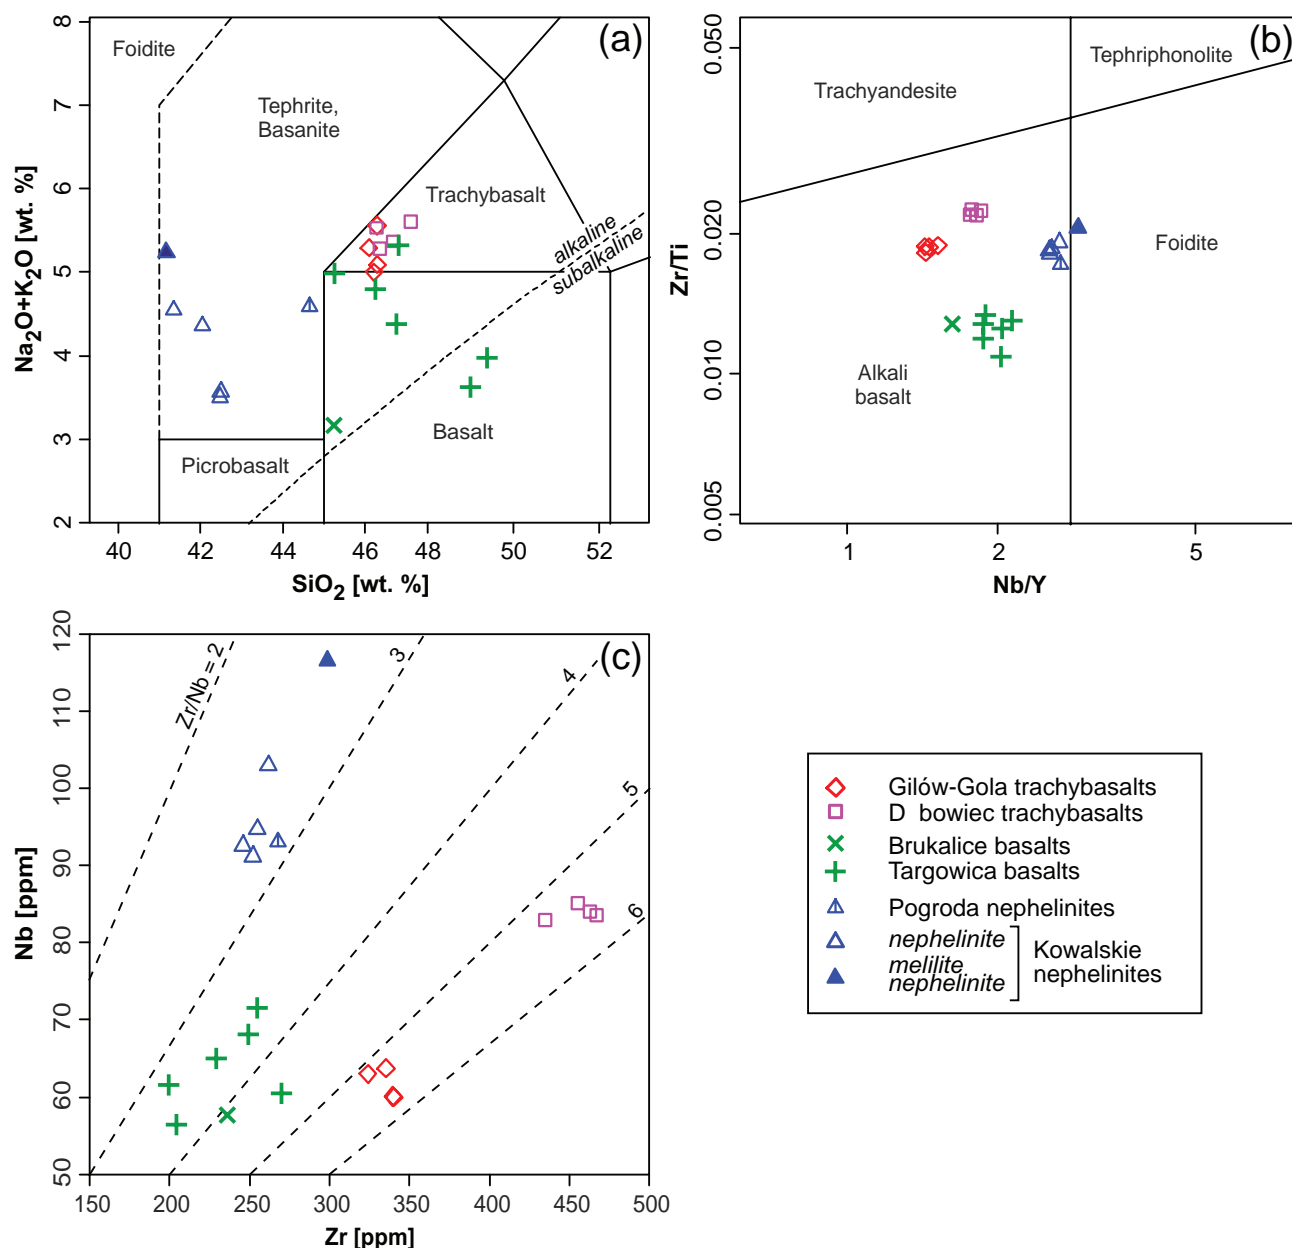 (a)
Foidite
Tephrite,
Basanite
Trachybasalt
alkaline
subalkaline
Basalt
Picrobasalt
8
7
6
5
4
3
2
Na2O+K2O [wt. %]
40 42 44 46 48 50 52
SiO2 [wt. %]
(b)
Tephriphonolite
Trachyandesite
Foidite
Alkali
basalt
0.050
0.020
0.010
0.005
Zr/Ti
1 2 5
Nb/Y
(c)
Zr/Nb = 2
3
4
5
6
120
110
100
90
80
70
60
50
Nb [ppm]
150 200 250 300 350 400 450 500
Zr [ppm]
Gilów-Gola trachybasalts
D bowiec trachybasalts
Brukalice basalts
Targowica basalts
Pogroda nephelinites
nephelinite
melilite
nephelinite
Kowalskie
nephelinites